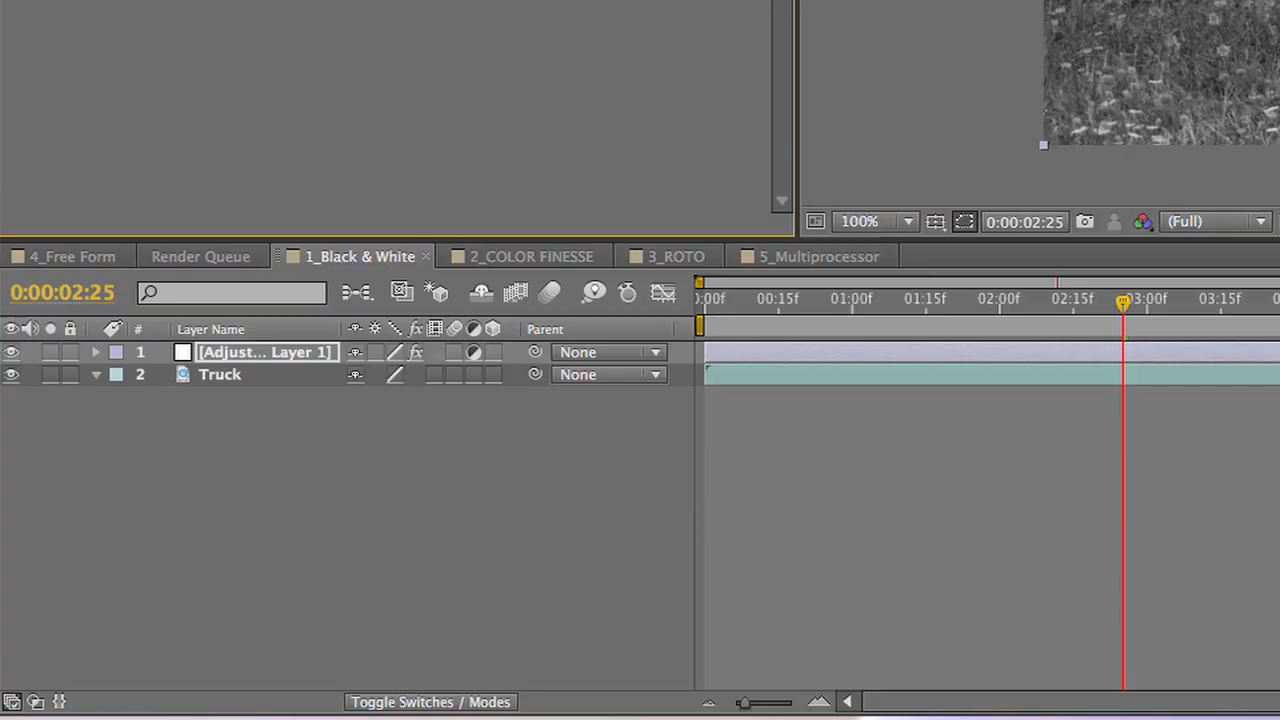 100%
0:00:02:25
(Full)
4_Free Form
Render Queue
1_Black & White
2_COLOR FINESSE
3_ROTO
5_Multiprocessor
0:00:02:25
):00f 00:15f 01:00f 01:15f 02:00f 02:15f 03:00f 03:15f 0
# Layer Name fx Parent
1 [Adjust... Layer 1] fx None
2 Truck None
Toggle Switches / Modes